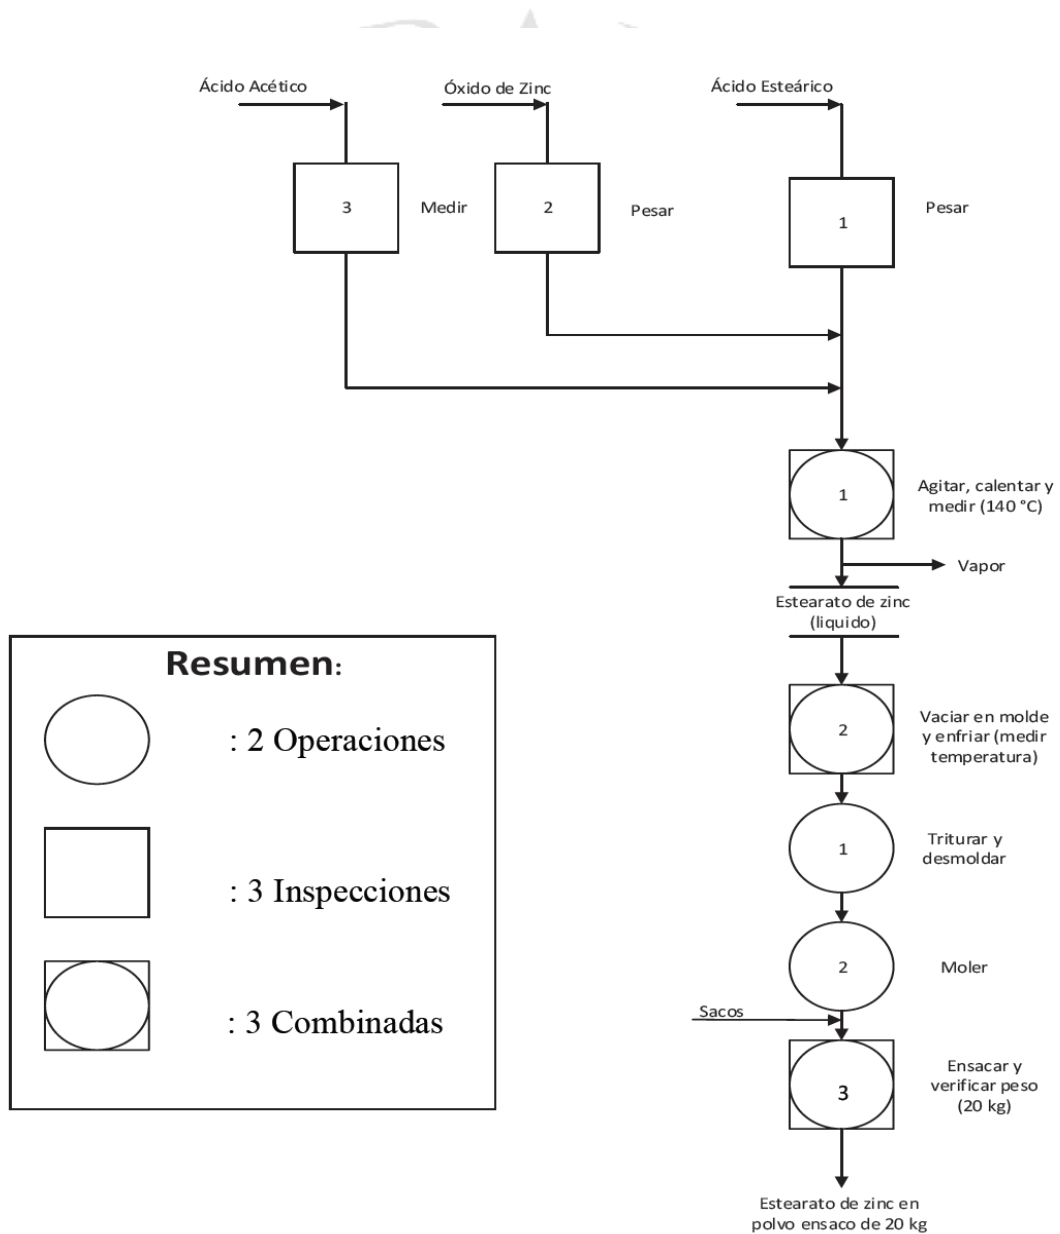 Ácido Acético
Óxido de Zinc
Ácido Esteárico
3
Medir
2
Pesar
1
Pesar
1
Agitar, calentar y
medir (140 °C)
Vapor
Estearato de zinc
(liquido)
Resumen:
: 2 Operaciones
: 3 Inspecciones
: 3 Combinadas
2
Vaciar en molde
y enfriar (medir
temperatura)
1
Triturar y
desmoldar
2
Moler
Sacos
3
Ensacar y
verificar peso
(20 kg)
Estearato de zinc en
polvo ensaco de 20 kg